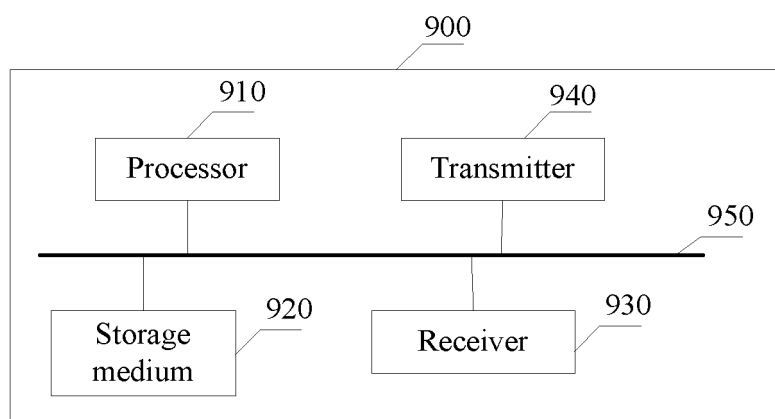 900
910
940
Processor
Transmitter
950
920
930
Storage
medium
Receiver